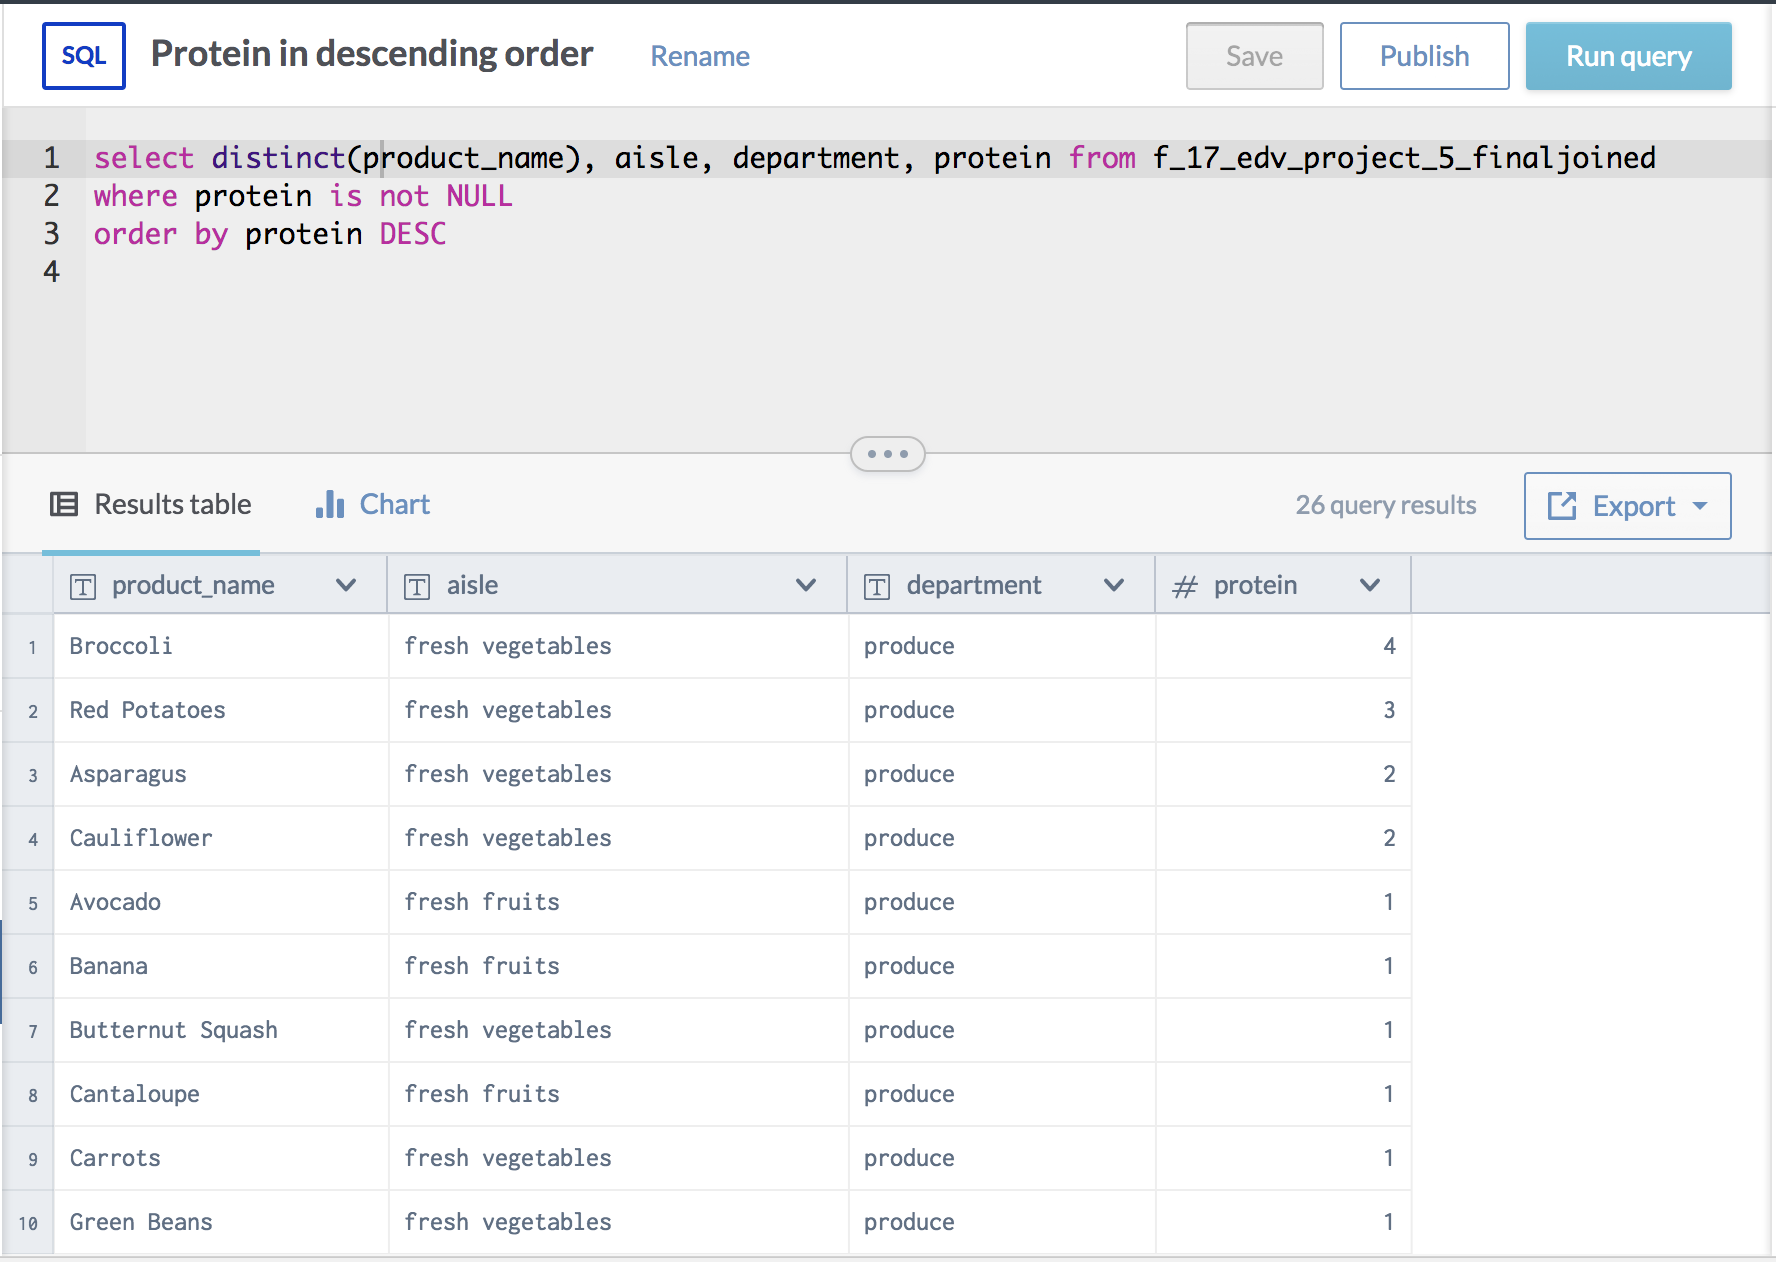 SQL Protein in descending order Rename Save Publish Run query
1 select distinct(product_name), aisle, department, protein from f_17_edv_project_5_finaljoined
2 where protein is not NULL
3 order by protein DESC
4
Results table Chart 26 query results Export
product_name aisle department # protein
1 Broccoli fresh vegetables produce 4
2 Red Potatoes fresh vegetables produce 3
3 Asparagus fresh vegetables produce 2
4 Cauliflower fresh vegetables produce 2
5 Avocado fresh fruits produce 1
6 Banana fresh fruits produce 1
7 Butternut Squash fresh vegetables produce 1
8 Cantaloupe fresh fruits produce 1
9 Carrots fresh vegetables produce 1
10 Green Beans fresh vegetables produce 1